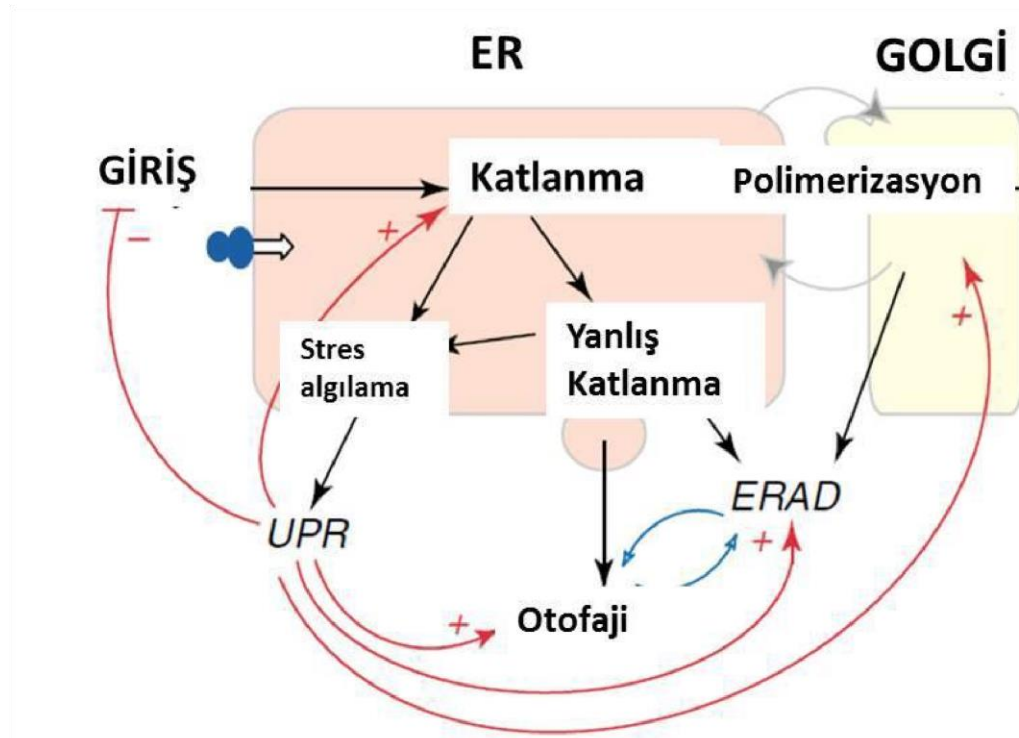 ER
GOLGİ
GİRİŞ
Katlanma
Polimerizasyon
+
−
Stres
algılama
Yanlış
Katlanma
+
UPR
ERAD
+
+
Otofaji